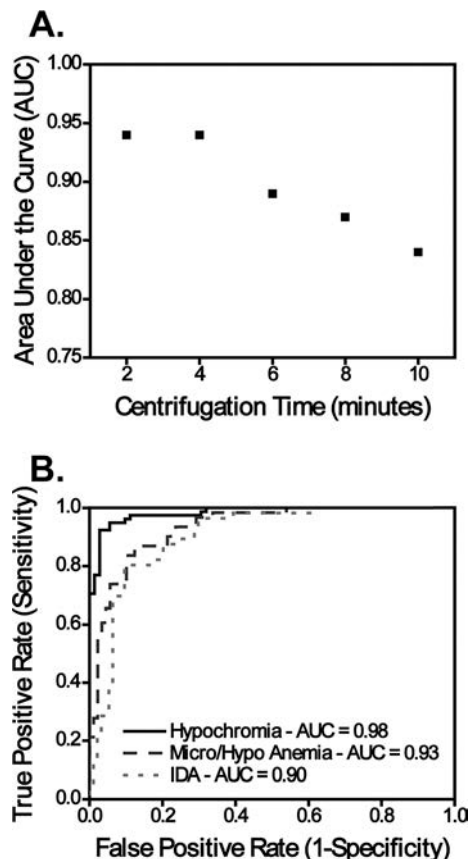 A.
Area Under the Curve (AUC)
1.00
0.95
0.90
0.85
0.80
0.75
2 4 6 8 10
Centrifugation Time (minutes)
B.
True Positive Rate (Sensitivity)
1.0
0.8
0.6
0.4
0.2
0.0
Hypochromia - AUC = 0.98
Micro/Hypo Anemia - AUC = 0.93
IDA - AUC = 0.90
0.0 0.2 0.4 0.6 0.8 1.0
False Positive Rate (1-Specificity)